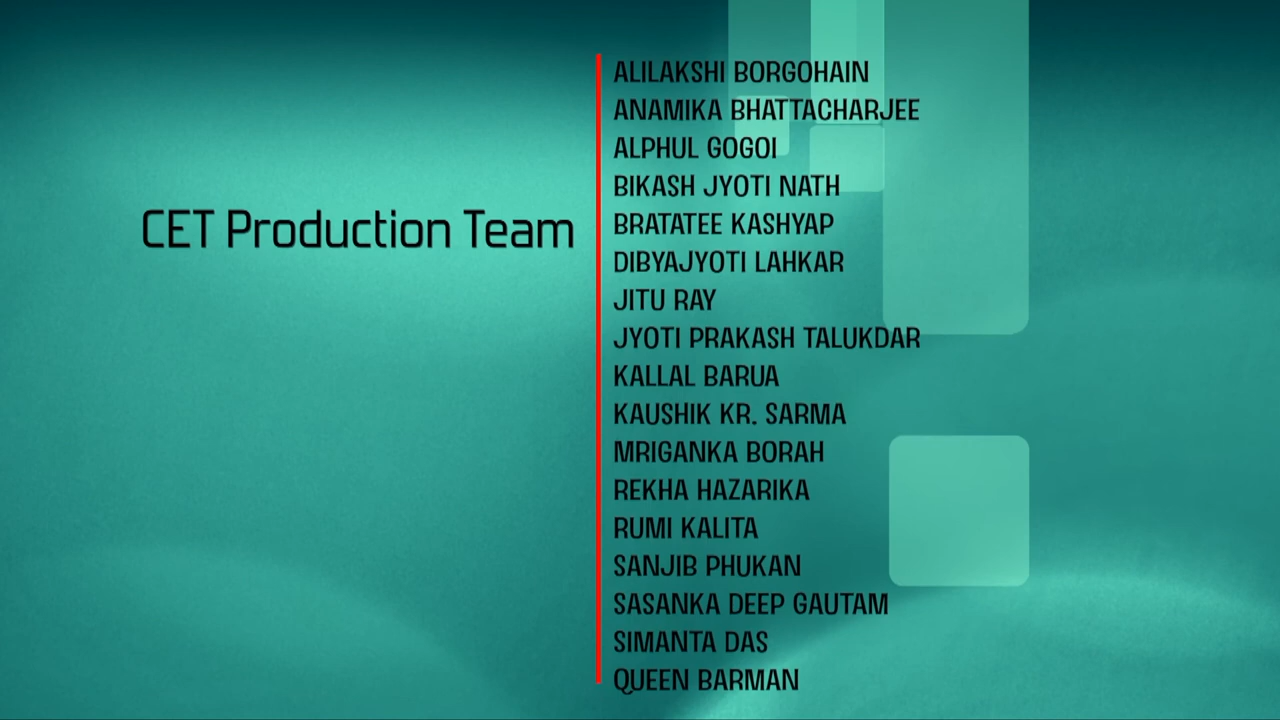 CET Production Team
ALILAKSHI BORGOHAIN
ANAMIKA BHATTACHARJEE
ALPHUL GOGOI
BIKASH JYOTI NATH
BRATATEE KASHYAP
DIBYAJYOTI LAHKAR
JITU RAY
JYOTI PRAKASH TALUKDAR
KALLAL BARUA
KAUSHIK KR. SARMA
MRIGANKA BORAH
REKHA HAZARIKA
RUMI KALITA
SANJIB PHUKAN
SASANKA DEEP GAUTAM
SIMANTA DAS
QUEEN BARMAN